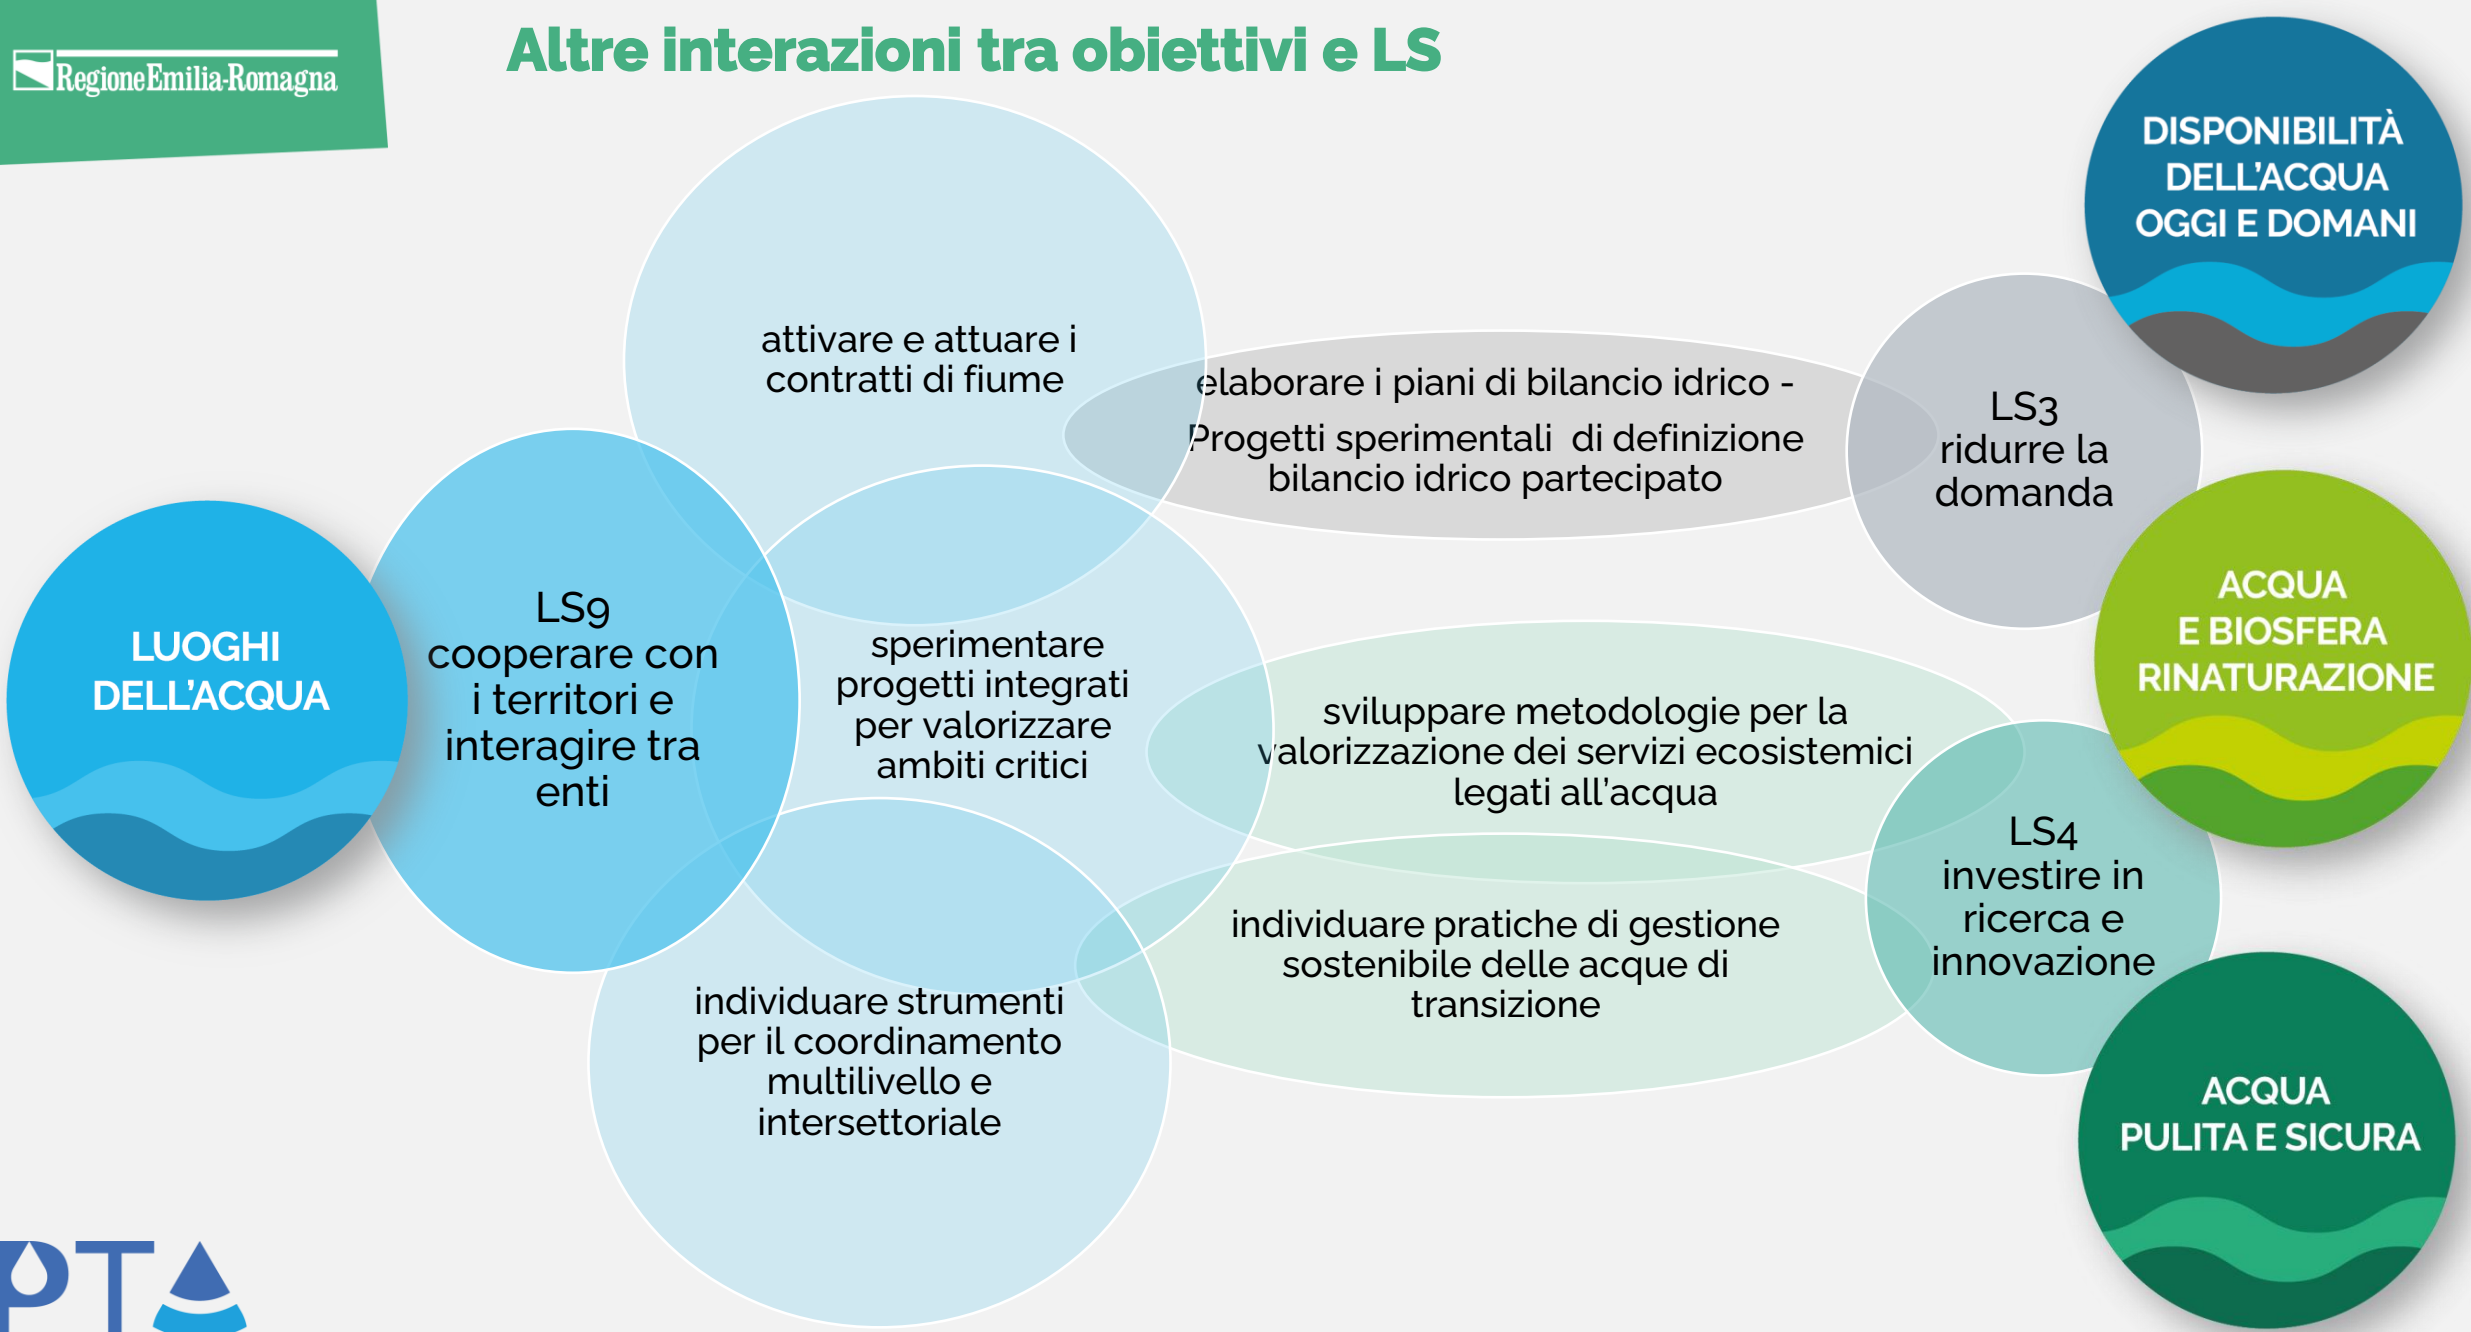 RegioneEmilia-Romagna
Altre interazioni tra obiettivi e LS
DISPONIBILITÀ
DELL'ACQUA
OGGI E DOMANI
attivare e attuare i
contratti di fiume
elaborare i piani di bilancio idrico -
Progetti sperimentali  di definizione
bilancio idrico partecipato
LS3
ridurre la
domanda
LUOGHI
DELL'ACQUA
LS9
cooperare con
i territori e
interagire tra
enti
sperimentare
progetti integrati
per valorizzare
ambiti critici
sviluppare metodologie per la
valorizzazione dei servizi ecosistemici
legati all'acqua
ACQUA
E BIOSFERA
RINATURAZIONE
LS4
investire in
ricerca e
innovazione
individuare strumenti
per il coordinamento
multilivello e
intersettoriale
individuare pratiche di gestione
sostenibile delle acque di
transizione
ACQUA
PULITA E SICURA
PTA